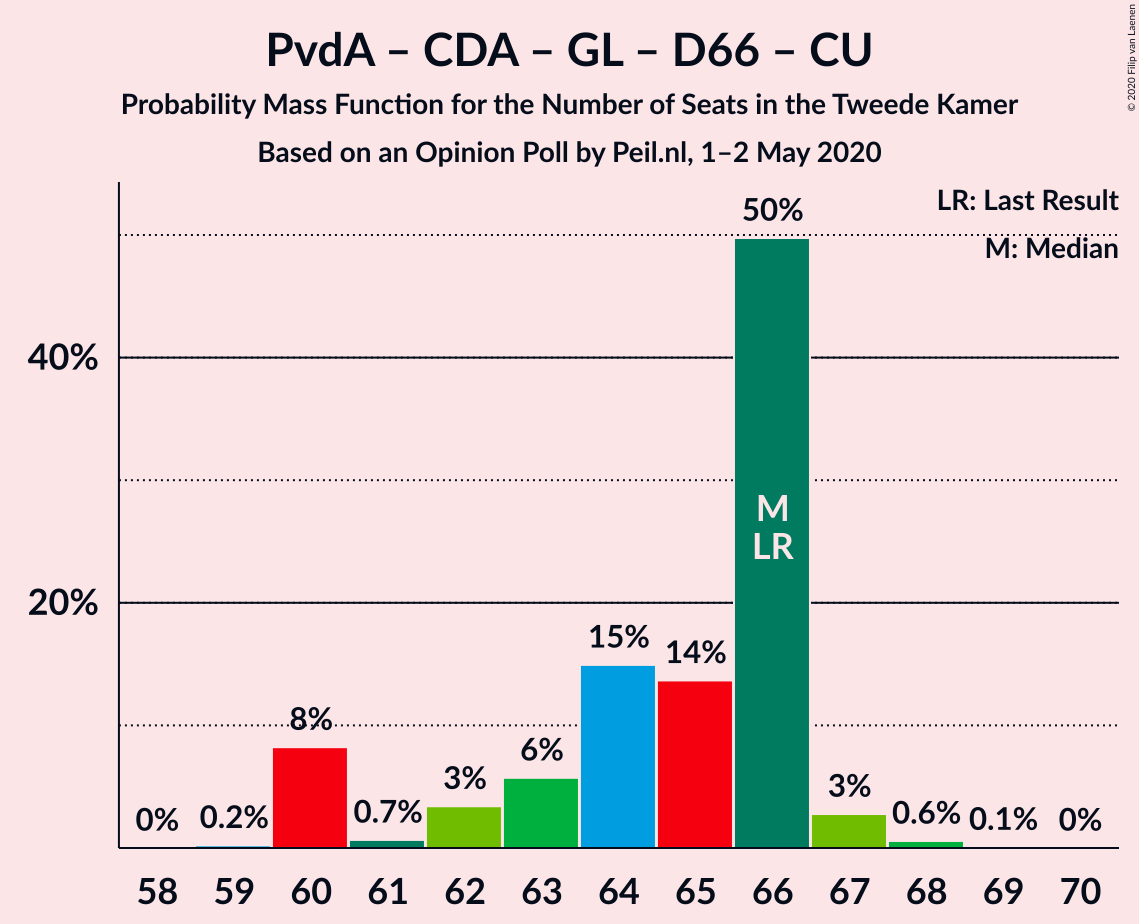 PvdA – CDA – GL – D66 – CU
Probability Mass Function for the Number of Seats in the Tweede Kamer
Based on an Opinion Poll by Peil.nl, 1–2 May 2020
© 2020 Filip van Laenen
LR: Last Result
M: Median
40%
20%
0%
0.2%
8%
0.7%
3%
6%
15%
14%
50%
3%
0.6%
0.1%
0%
M
LR
58 59 60 61 62 63 64 65 66 67 68 69 70